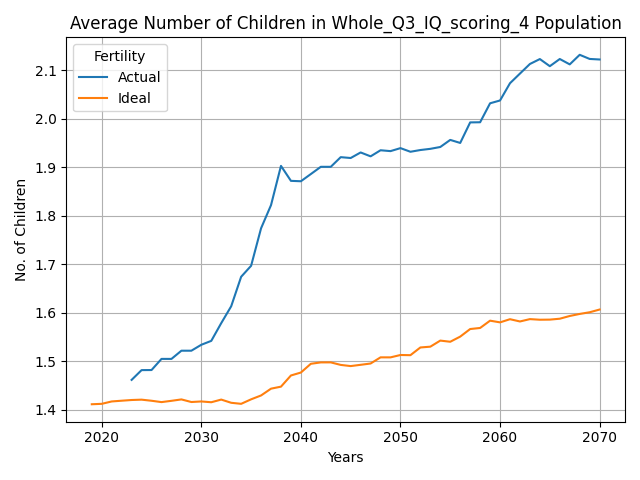 Average Number of Children in Whole_Q3_IQ_scoring_4 Population
Fertility
Actual
Ideal
2.1
2.0
1.9
1.8
1.7
1.6
1.5
1.4
No. of Children
2020 2030 2040 2050 2060 2070
Years